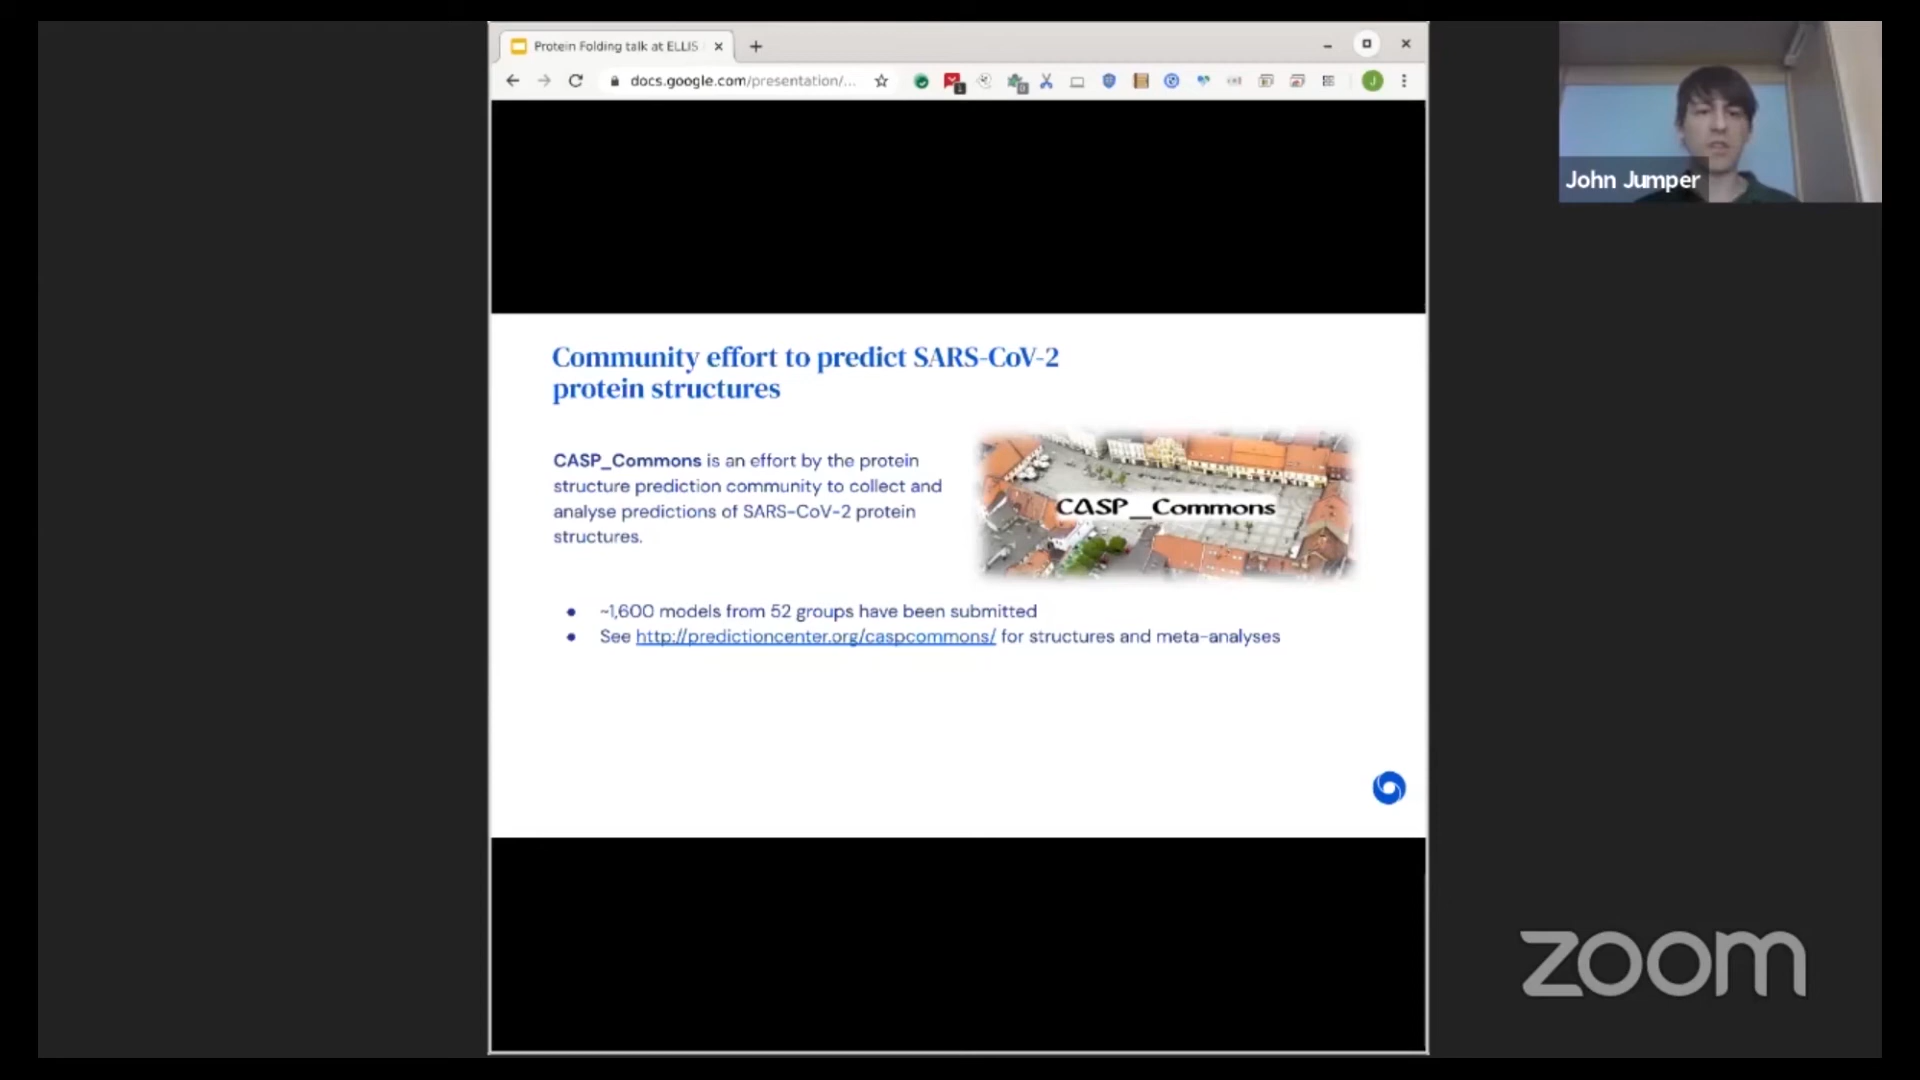 Protein Folding talk at ELLIS
docs.google.com/presentation/...
John Jumper
Community effort to predict SARS-CoV-2
protein structures
CASP_Commons is an effort by the protein
structure prediction community to collect and
analyse predictions of SARS-CoV-2 protein
structures.
CASP_Commons
● ~1,600 models from 52 groups have been submitted
● See http://predictioncenter.org/caspcommons/ for structures and meta-analyses
zoom